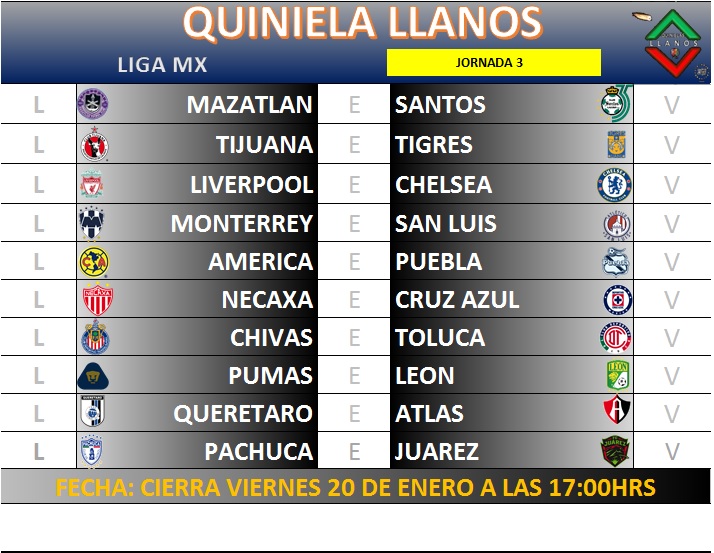 QUINIELA LLANOS
LLANOS
LIGA MX JORNADA 3
L MAZATLAN E SANTOS V
L TIJUANA E TIGRES V
L LIVERPOOL E CHELSEA V
L MONTERREY E SAN LUIS V
L AMERICA E PUEBLA V
L NECAXA E CRUZ AZUL V
L CHIVAS E TOLUCA V
L PUMAS E LEON V
L QUERETARO E ATLAS V
L PACHUCA E JUAREZ V
FECHA: CIERRA VIERNES 20 DE ENERO A LAS 17:00HRS